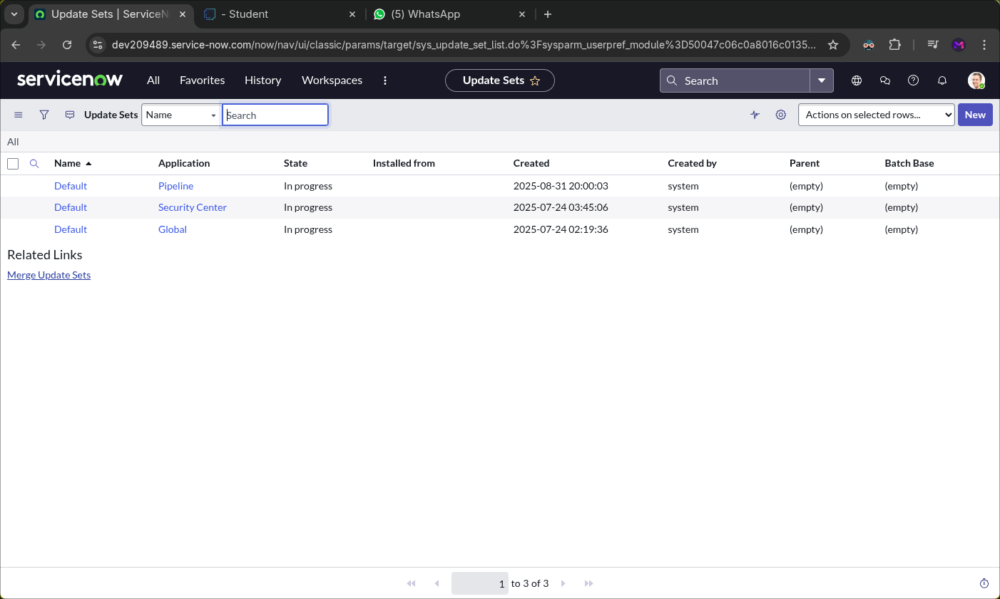 Update Sets | ServiceN
- Student
(5) WhatsApp
dev209489.service-now.com/now/nav/ui/classic/params/target/sys_update_set_list.do%3Fsysparm_userpref_module%3D50047c06c0a8016c0135...
servicenow
All
Favorites
History
Workspaces
Update Sets
Search
Update Sets
Name
Search
Actions on selected rows...
New
All
Name Application State Installed from Created Created by Parent Batch Base
Default Pipeline In progress 2025-08-31 20:00:03 system (empty) (empty)
Default Security Center In progress 2025-07-24 03:45:06 system (empty) (empty)
Default Global In progress 2025-07-24 02:19:36 system (empty) (empty)
Related Links
Merge Update Sets
1 to 3 of 3